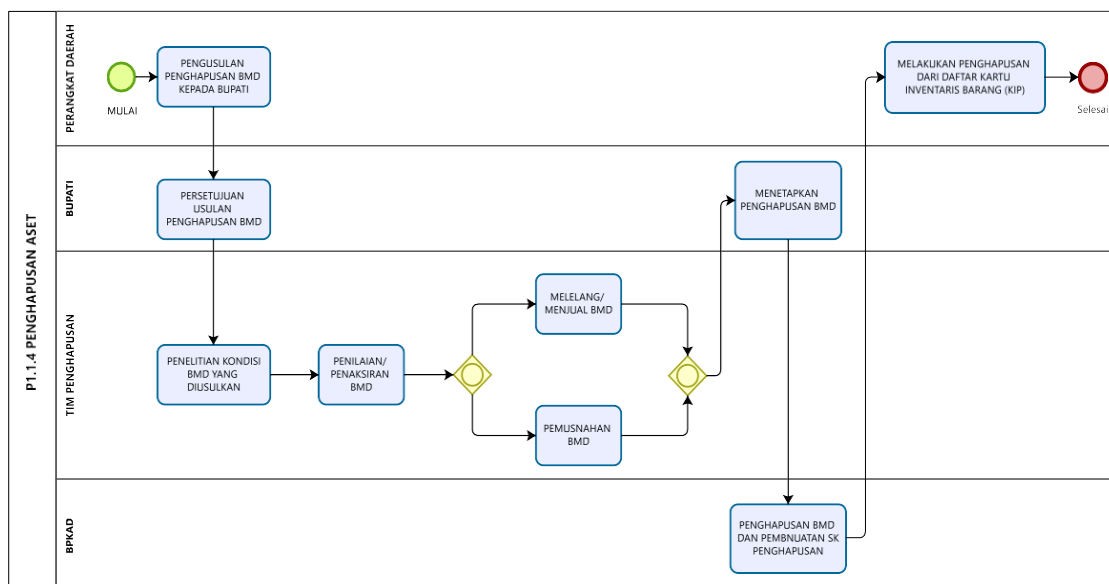 P1.1.4 PENGHAPUSAN ASET
PERANGKAT DAERAH
MULAI
PENGUSULAN
PENGHAPUSAN BMD
KEPADA BUPATI
MELAKUKAN PENGHAPUSAN
DARI DAFTAR KARTU
INVENTARIS BARANG (KIP)
Selesai
BUPATI
PERSETUJUAN
USULAN
PENGHAPUSAN BMD
MENETAPKAN
PENGHAPUSAN BMD
TIM PENGHAPUSAN
PENELITIAN KONDISI
BMD YANG
DIUSULKAN
PENILAIAN/
PENAKSIRAN
BMD
MELELANG/
MENJUAL BMD
PEMUSNAHAN
BMD
BPKAD
PENGHAPUSAN BMD
DAN PEMBNUATAN SK
PENGHAPUSAN